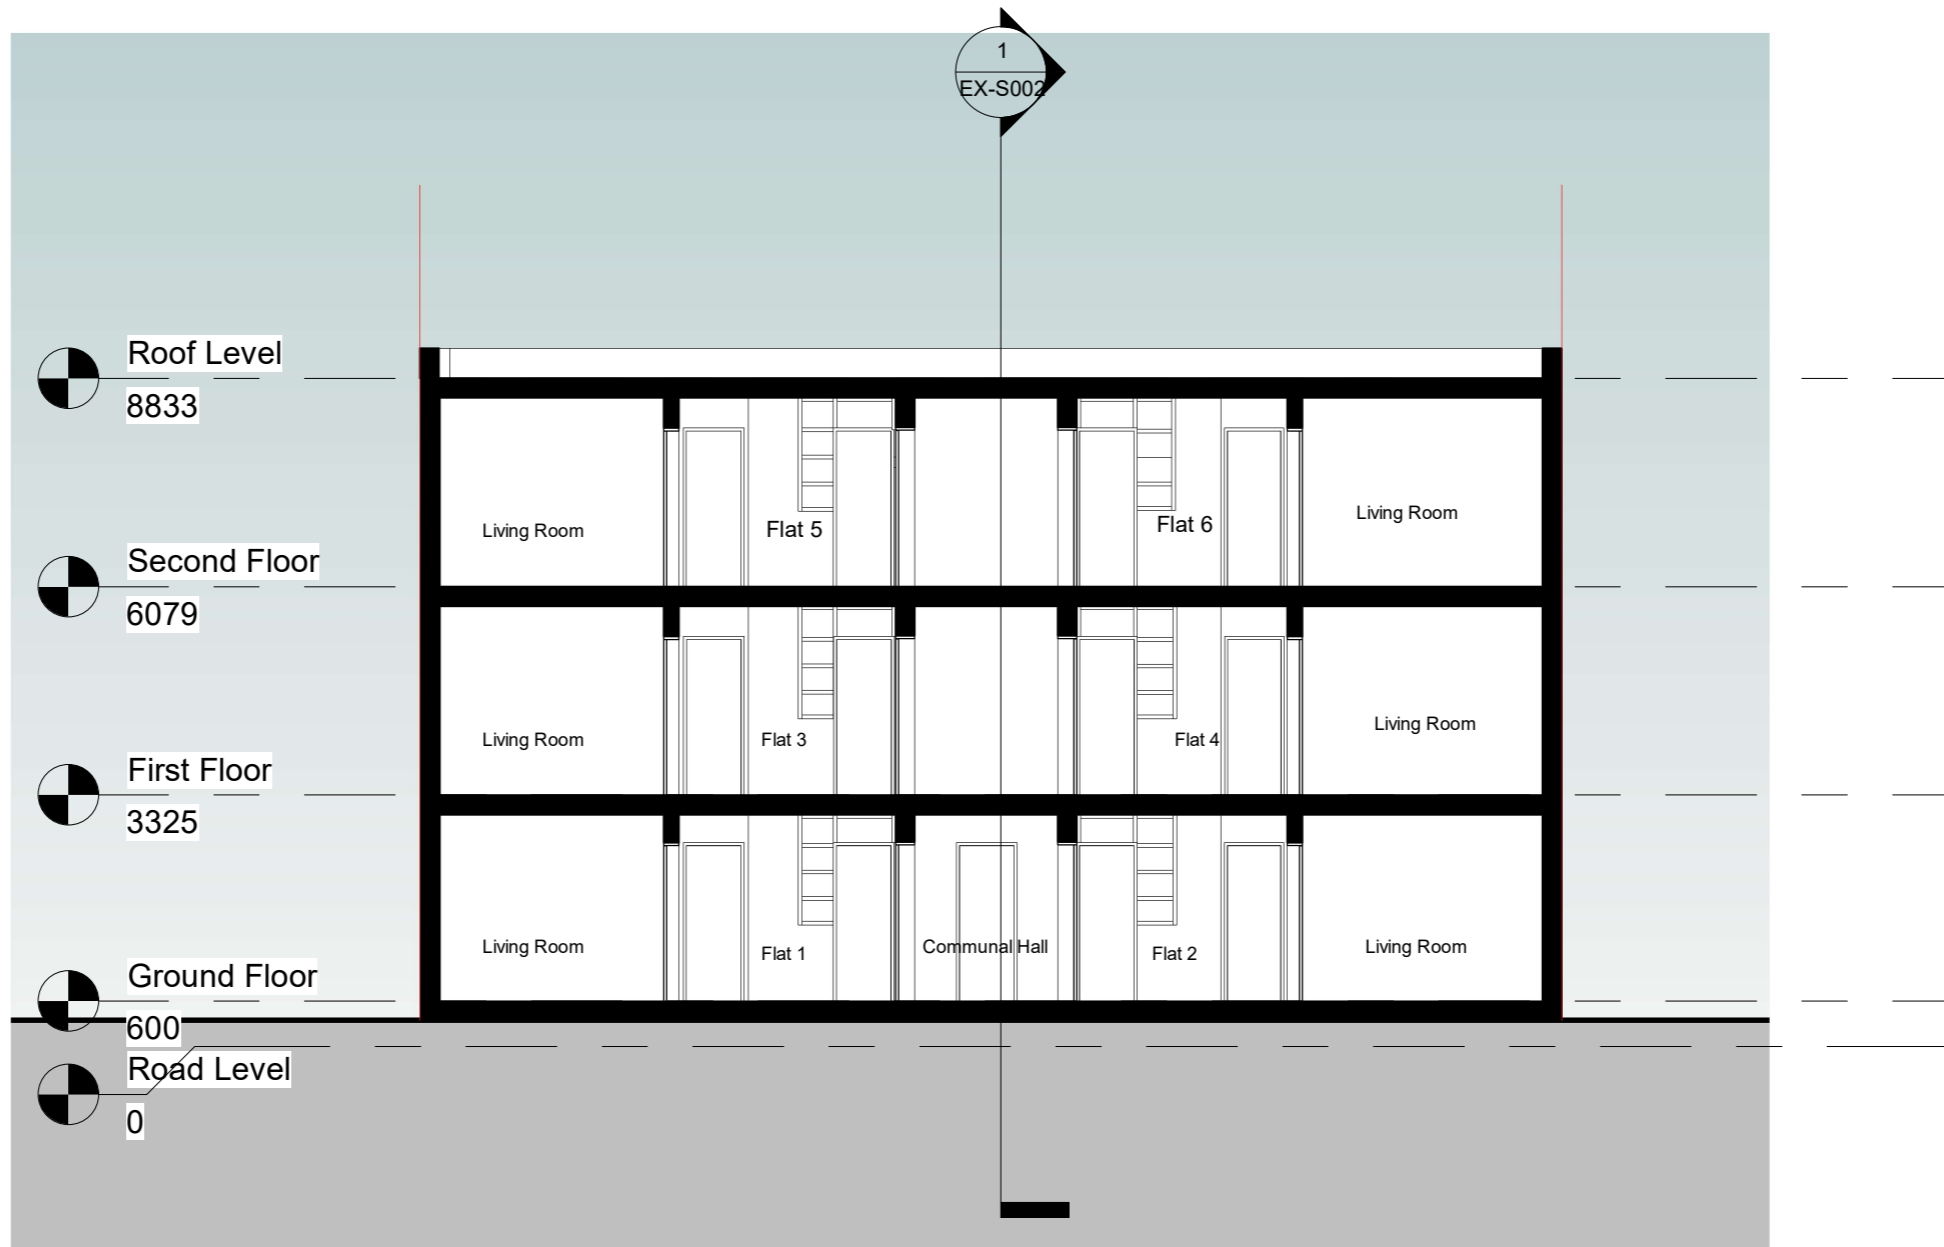 1
EX-S002
Roof Level
8833
Living Room
Flat 5
Flat 6
Living Room
Second Floor
6079
Living Room
Flat 3
Flat 4
Living Room
First Floor
3325
Living Room
Flat 1
Communal Hall
Flat 2
Living Room
Ground Floor
600
Road Level
0